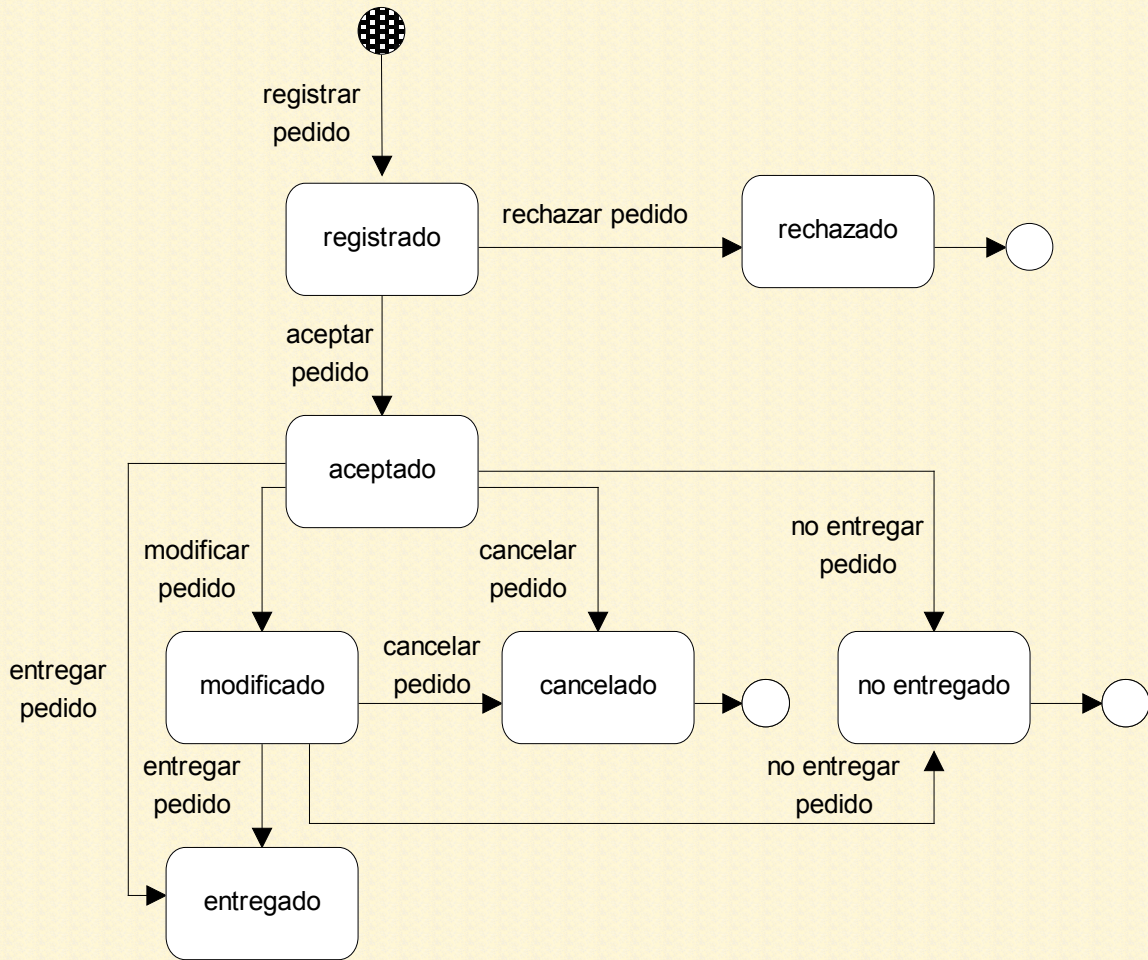 registrar
pedido
registrado
rechazar pedido
rechazado
aceptar
pedido
aceptado
modificar
pedido
cancelar
pedido
no entregar
pedido
entregar
pedido
modificado
cancelar
pedido
cancelado
no entregado
entregar
pedido
no entregar
pedido
entregado